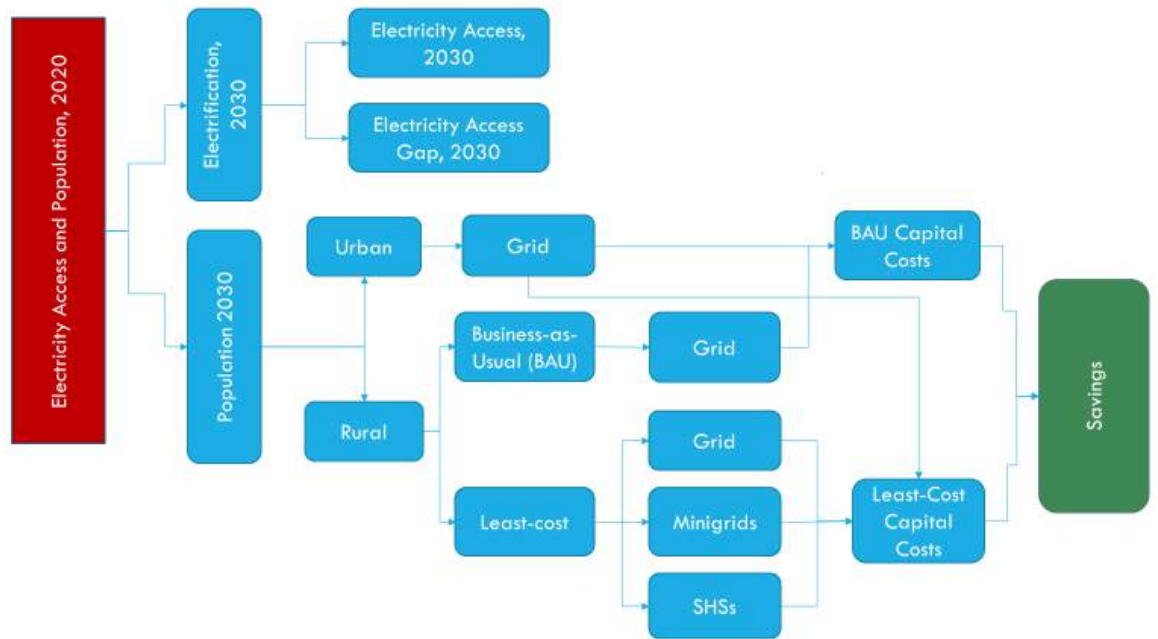 Electricity Access and Population, 2020
Electrification,
2030
Electricity Access,
2030
Electricity Access
Gap, 2030
Population 2030
Urban
Grid
BAU Capital
Costs
Business-as-
Usual (BAU)
Grid
Rural
Grid
Least-cost
Minigrids
SHSs
Least-Cost
Capital
Costs
Savings